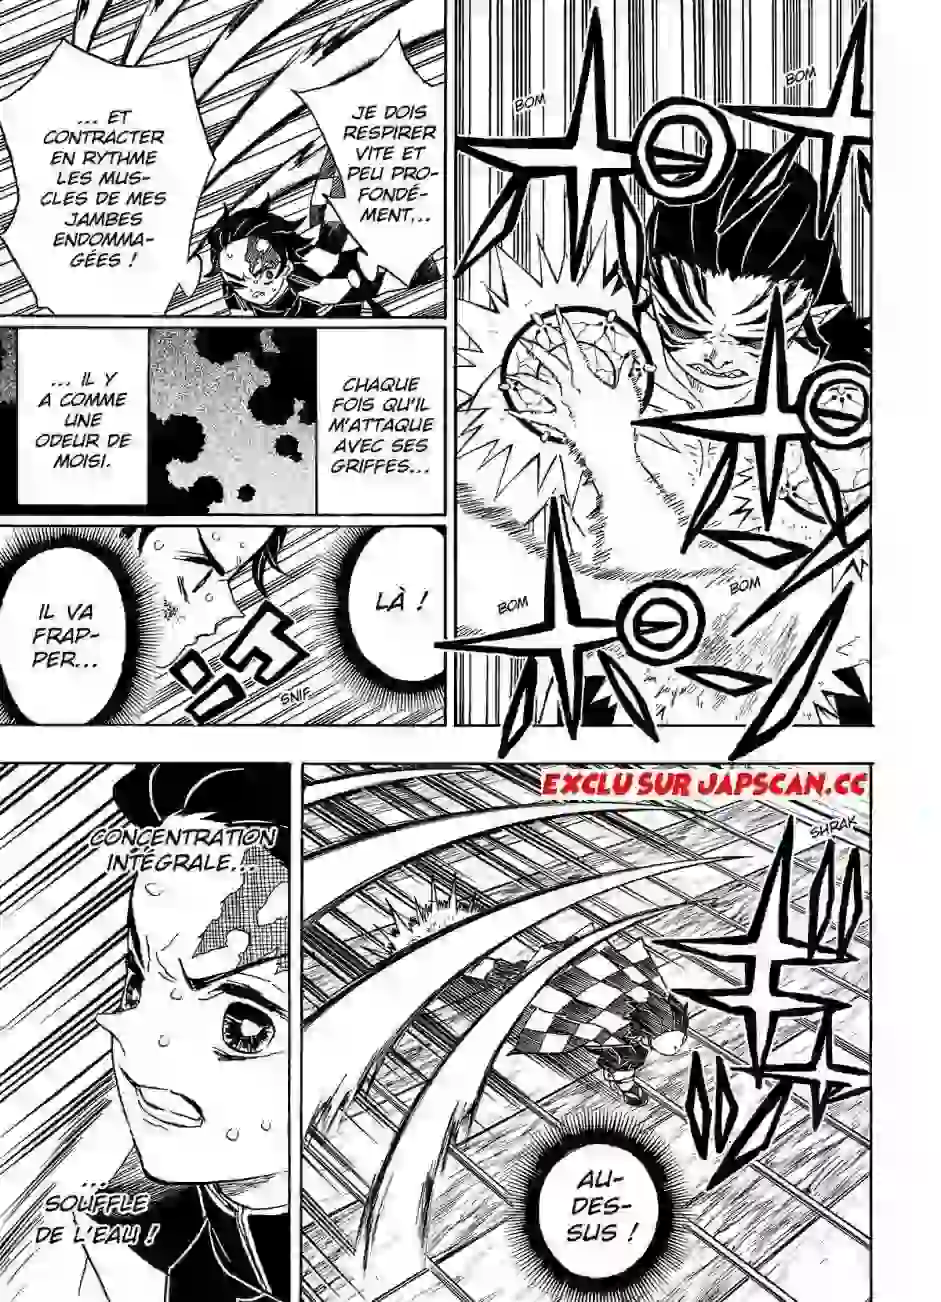 BOM
BOM
BOM
BOM
JE DOIS
RESPIRER
VITE ET
PEU PRO-
FONDÉ-
MENT...
... ET
CONTRACTER
EN RYTHME
LES MUS-
CLES DE MES
JAMBES
ENDOMMA-
GÉES !
CHAQUE
FOIS QU'IL
M'ATTAQUE
AVEC SES
GRIFFES...
... IL Y
A COMME
UNE
ODEUR DE
MOISI.
LÀ !
SNIF
IL VA
FRAP-
PER...
EXCLU SUR JAPSCAN.CC
SHRAK
AU-
DES-
SUS !
CONCENTRATION
INTÉGRALE...
...
SOUFFLE
DE L'EAU !